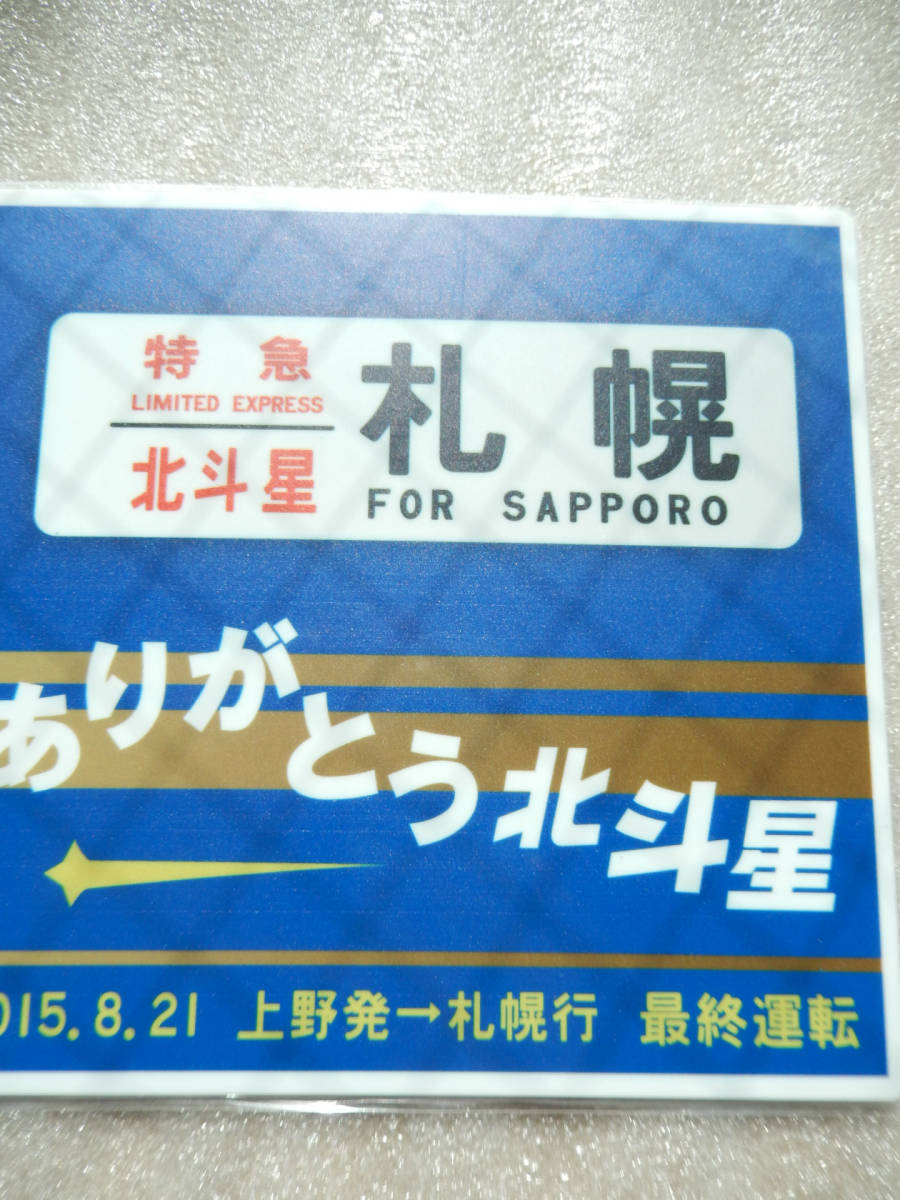 特急
LIMITED EXPRESS
北斗星
札幌
FOR SAPPORO
ありがとう北斗星
015.8.21 上野発→札幌行 最終運転